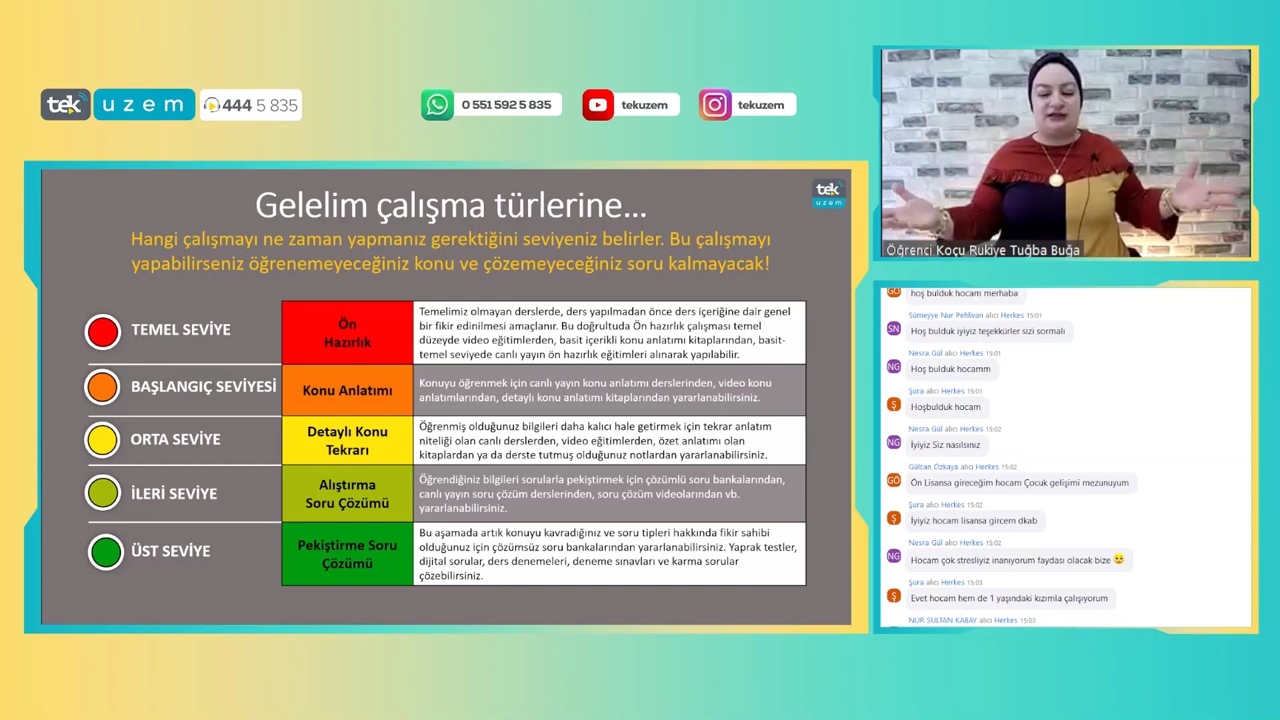 tek uzem 444 5 835
0 551 592 5 835
tekuzem
tekuzem
Gelelim çalışma türlerine...
tek
uzem
Hangi çalışmayı ne zaman yapmanız gerektiğini seviyeniz belirler. Bu çalışmayı
yapabilirseniz öğrenemeyeceğiniz konu ve çözemeyeceğiniz soru kalmayacak!
TEMEL SEVİYE
Ön
Hazırlık
Temelimiz olmayan derslerde, ders yapılmadan önce ders içeriğine dair genel
bir fikir edinilmesi amaçlanır. Bu doğrultuda Ön hazırlık çalışması temel
düzeyde video eğitimlerden, basit içerikli konu anlatımı kitaplarından, basit-
temel seviyede canlı yayın ön hazırlık eğitimleri alınarak yapılabilir.
BAŞLANGIÇ SEVİYESİ
Konu Anlatımı
Konuyu öğrenmek için canlı yayın konu anlatımı derslerinden, video konu
anlatımlarından, detaylı konu anlatımı kitaplarından yararlanabilirsiniz.
ORTA SEVİYE
Detaylı Konu
Tekrarı
Öğrenmiş olduğunuz bilgileri daha kalıcı hale getirmek için tekrar anlatım
niteliği olan canlı derslerden, video eğitimlerden, özet anlatımı olan
kitaplardan ya da derste tutmuş olduğunuz notlardan yararlanabilirsiniz.
İLERİ SEVİYE
Alıştırma
Soru Çözümü
Öğrendiğiniz bilgileri sorularla pekiştirmek için çözümlü soru bankalarından,
canlı yayın soru çözüm derslerinden, soru çözüm videolarından vb.
yararlanabilirsiniz.
ÜST SEVİYE
Pekiştirme Soru
Çözümü
Bu aşamada artık konuyu kavradığınız ve soru tipleri hakkında fikir sahibi
olduğunuz için çözümsüz soru bankalarından yararlanabilirsiniz. Yaprak testler,
dijital sorular, ders denemeleri, deneme sınavları ve karma sorular
çözebilirsiniz.
Öğrenci Koçu Rukiye Tuğba Buğa
GÖ hoş bulduk hocam merhaba
Sümeyye Nur Pehlivan alıcı Herkes 15:01
SN Hoş bulduk iyiyiz teşekkürler sizi sormalı
Nesra Gül alıcı Herkes 15:01
NG Hoş bulduk hocamm
Şura alıcı Herkes 15:01
Ş Hoşbulduk hocam
Nesra Gül alıcı Herkes 15:02
NG İyiyiz Siz nasılsınız
Gülcan Özkaya alıcı Herkes 15:02
GÖ Ön Lisansa gireceğim hocam Çocuk gelişimi mezunuyum
Şura alıcı Herkes 15:02
Ş İyiyiz hocam lisansa gircem dkab
Nesra Gül alıcı Herkes 15:02
NG Hocam çok stresliyiz inanıyorum faydası olacak bize 🥲
Şura alıcı Herkes 15:03
Ş Evet hocam hem de 1 yaşındaki kızımla çalışıyorum
NUR SULTAN KABAY alıcı Herkes 15:03